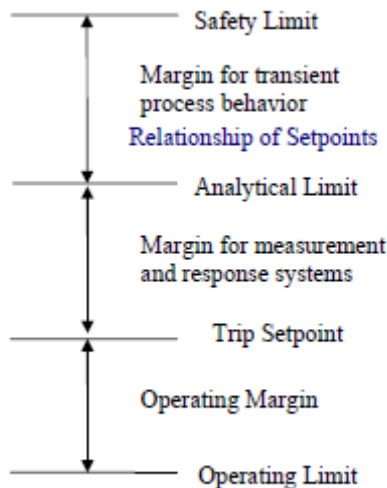 Safety Limit
Margin for transient
process behavior
Relationship of Setpoints
Analytical Limit
Margin for measurement
and response systems
Trip Setpoint
Operating Margin
Operating Limit